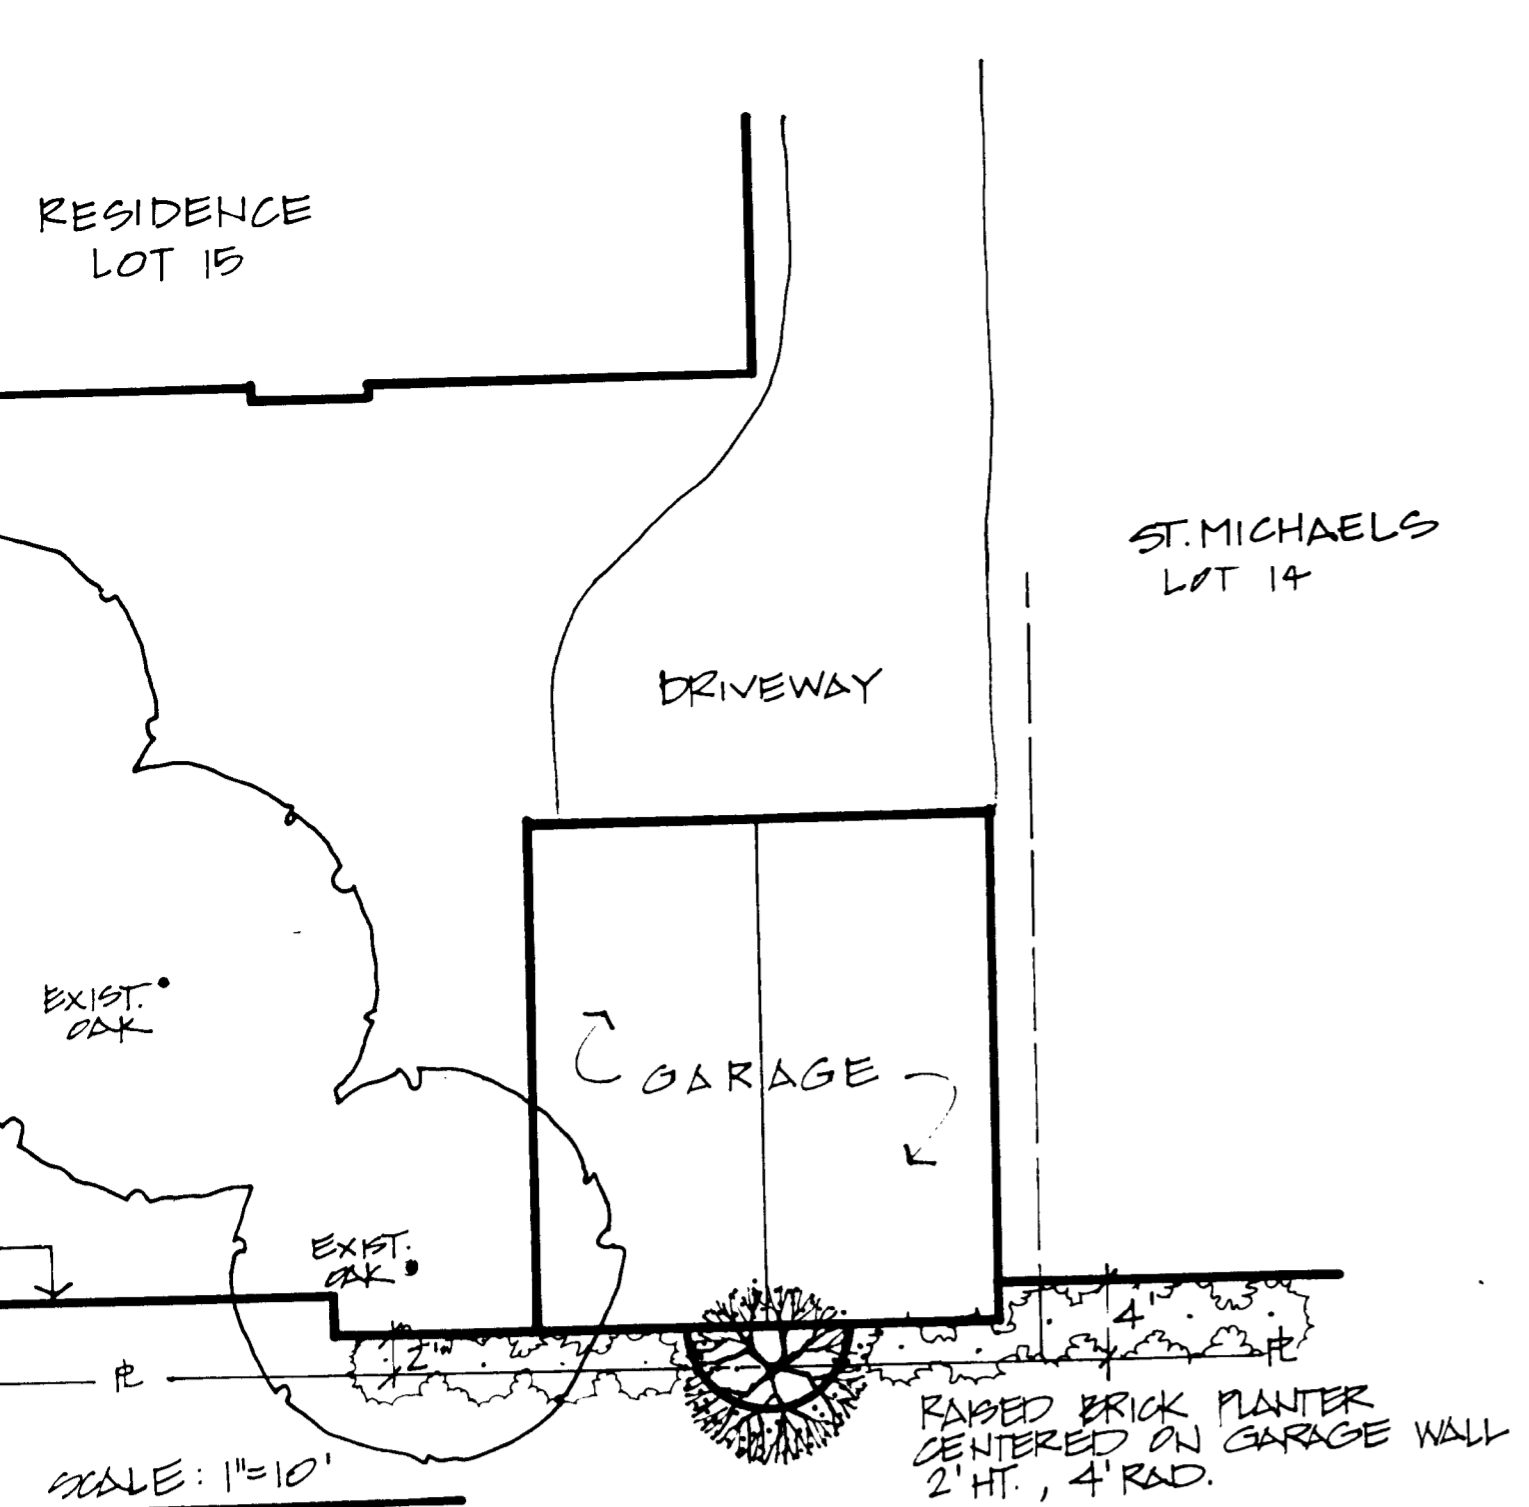 RESIDENCE
LOT 15
ST. MICHAELS
LOT 14
DRIVEWAY
EXIST.
OAK
GARAGE
EXIST.
OAK
4'
2'
PL
PL
RAISED BRICK PLANTER
CENTERED ON GARAGE WALL
2' HT., 4' RAD.
SCALE: 1"=10'